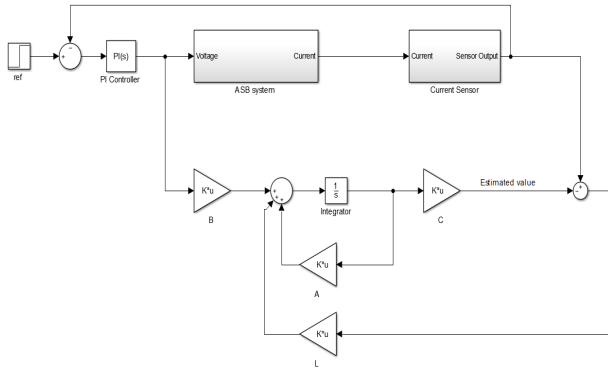 ref
PI(s)
PI Controller
Voltage
Current
ASB system
Current
Sensor Output
Current Sensor
K*u
B
1
s
Integrator
K*u
C
Estimated value
K*u
A
K*u
L